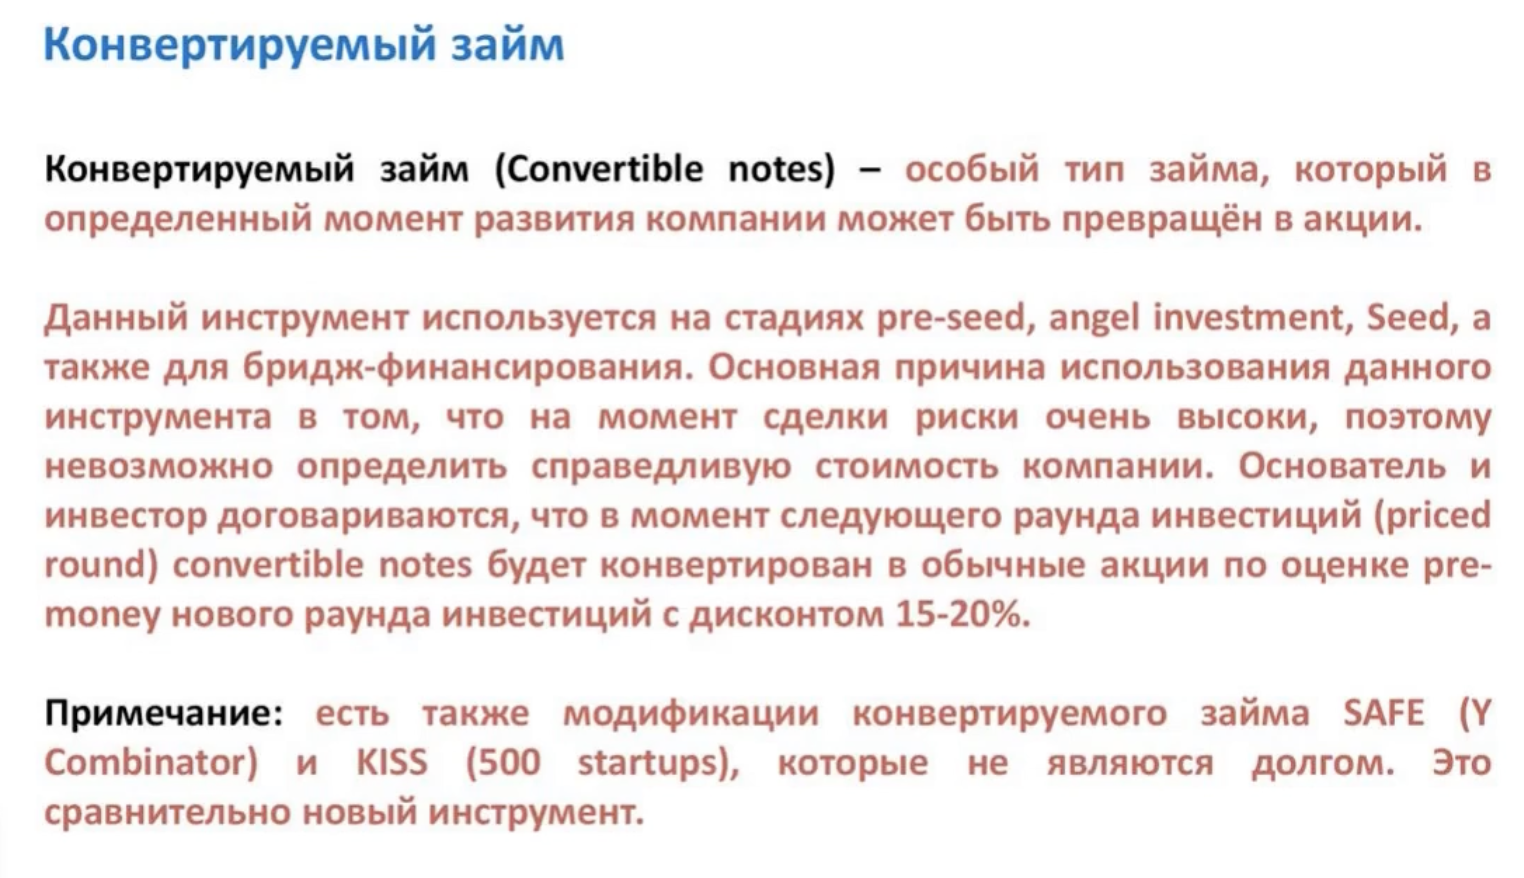 Конвертируемый займ
Конвертируемый займ (Convertible notes) – особый тип займа, который в
определенный момент развития компании может быть превращён в акции.
Данный инструмент используется на стадиях pre-seed, angel investment, Seed, а
также для бридж-финансирования. Основная причина использования данного
инструмента в том, что на момент сделки риски очень высоки, поэтому
невозможно определить справедливую стоимость компании. Основатель и
инвестор договариваются, что в момент следующего раунда инвестиций (priced
round) convertible notes будет конвертирован в обычные акции по оценке pre-
money нового раунда инвестиций с дисконтом 15-20%.
Примечание: есть также модификации конвертируемого займа SAFE (Y
Combinator) и KISS (500 startups), которые не являются долгом. Это
сравнительно новый инструмент.